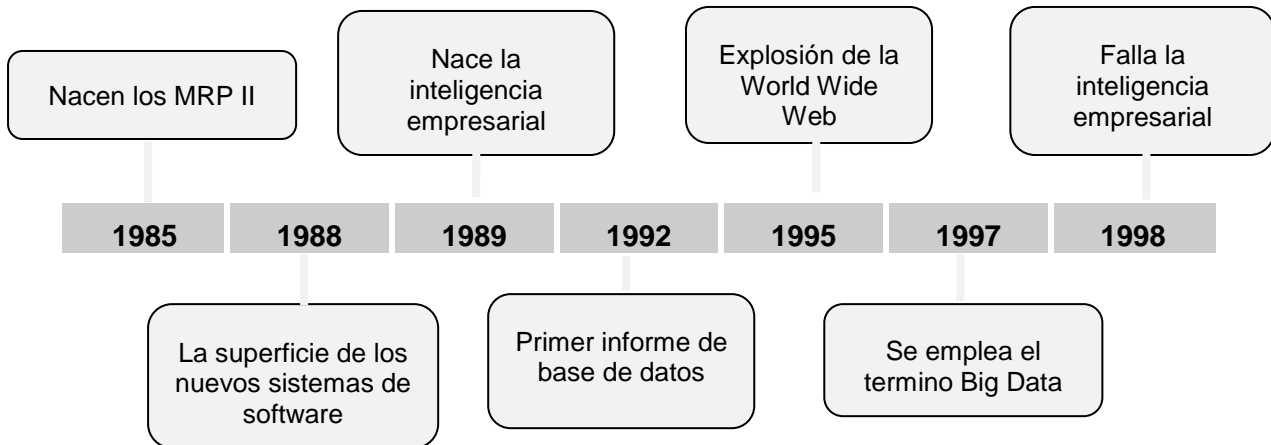 Nacen los MRP II
Nace la
inteligencia
empresarial
Explosión de la
World Wide
Web
Falla la
inteligencia
empresarial
1985
1988
1989
1992
1995
1997
1998
La superficie de los
nuevos sistemas de
software
Primer informe de
base de datos
Se emplea el
termino Big Data